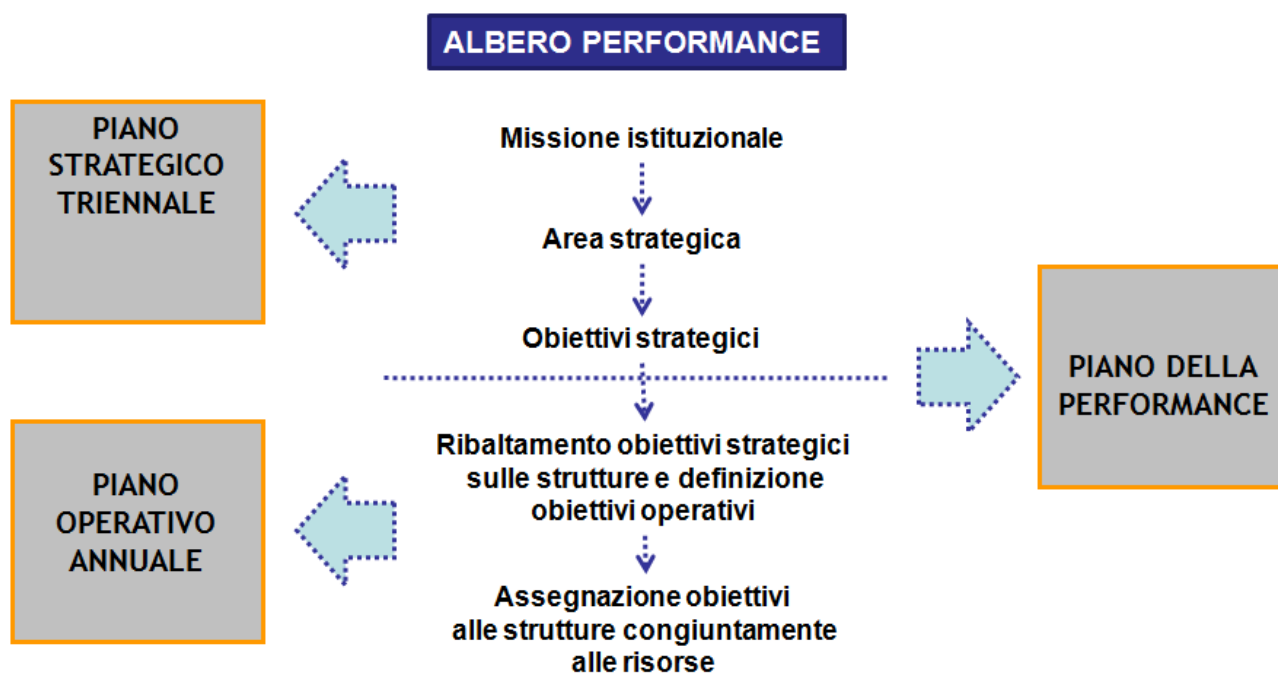 ALBERO PERFORMANCE
PIANO
STRATEGICO
TRIENNALE
Missione istituzionale
Area strategica
Obiettivi strategici
PIANO DELLA
PERFORMANCE
PIANO
OPERATIVO
ANNUALE
Ribaltamento obiettivi strategici
sulle strutture e definizione
obiettivi operativi
Assegnazione obiettivi
alle strutture congiuntamente
alle risorse